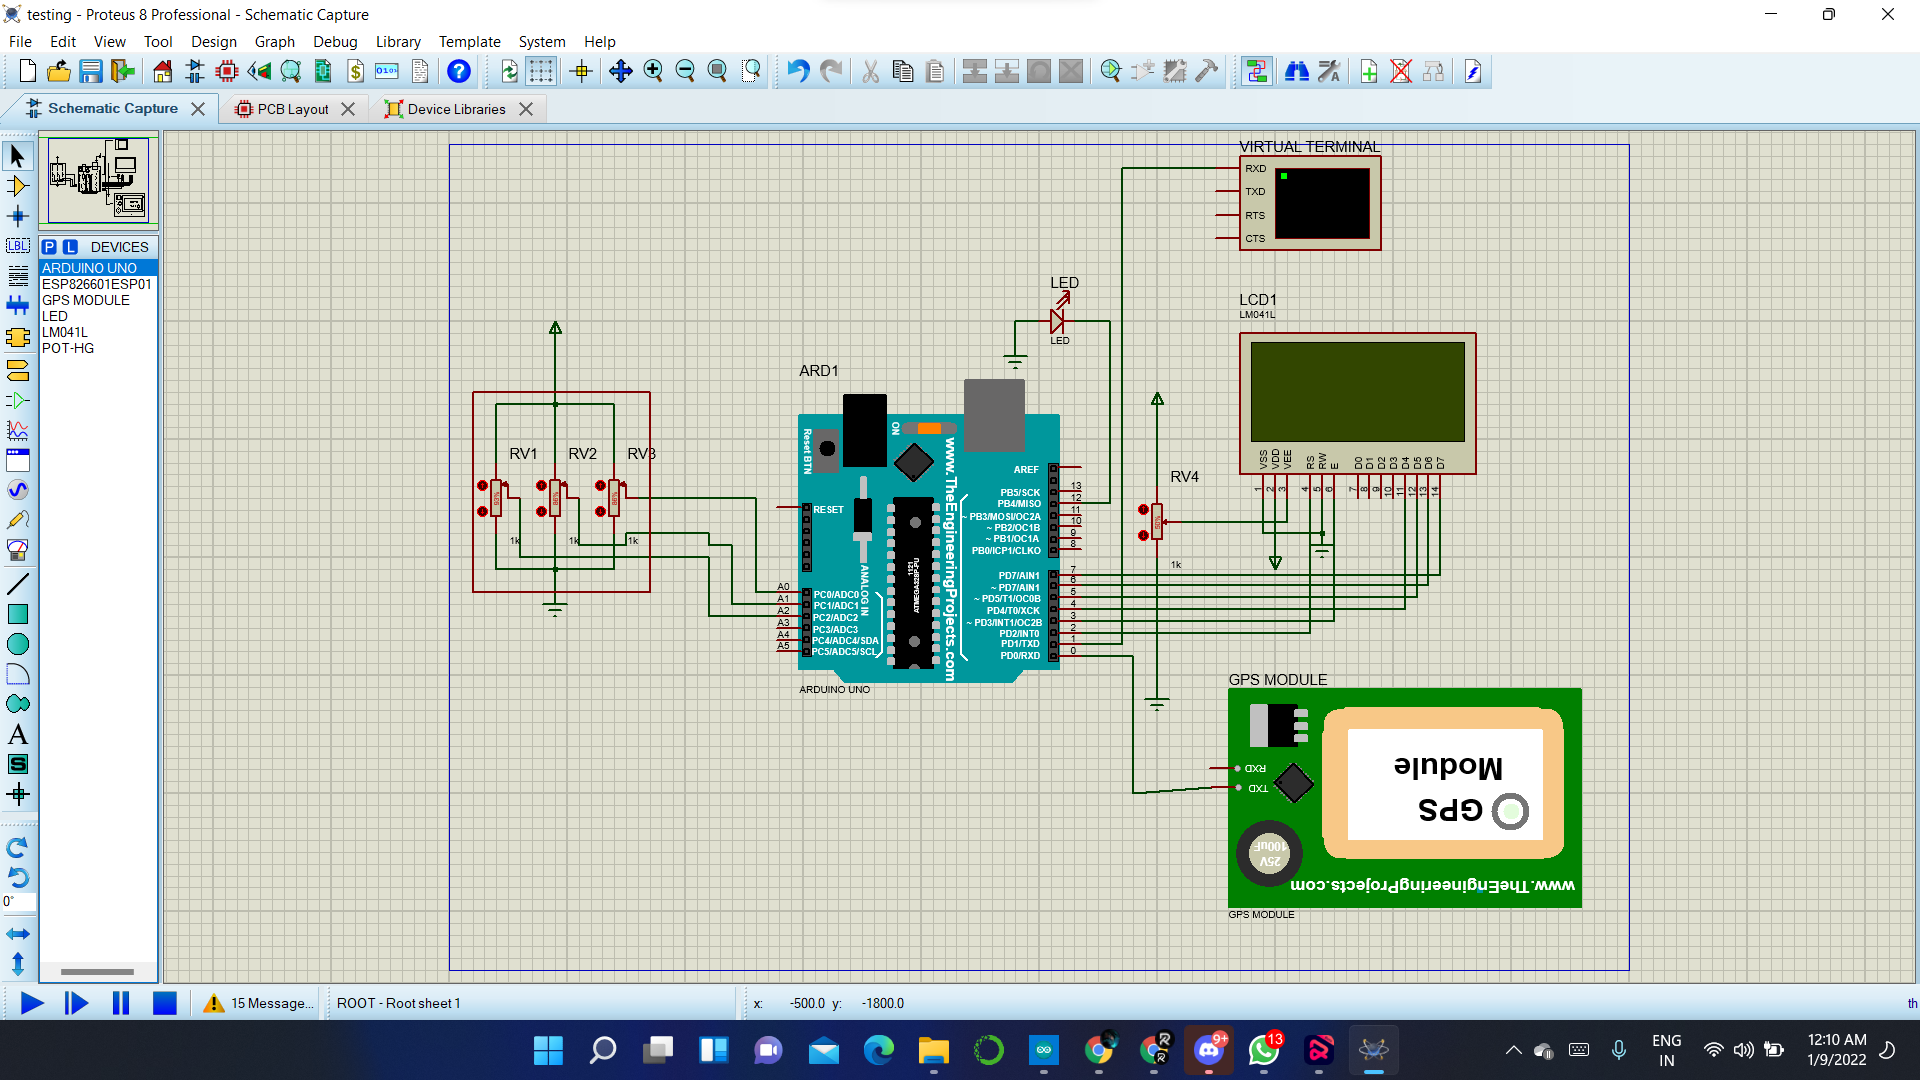 testing - Proteus 8 Professional - Schematic Capture
File Edit View Tool Design Graph Debug Library Template System Help
Schematic Capture
PCB Layout
Device Libraries
P L DEVICES
ARDUINO UNO
ESP826601ESP01
GPS MODULE
LED
LM041L
POT-HG
LBL
A
S
0°
VIRTUAL TERMINAL
RXD
TXD
RTS
CTS
LED
LED
LCD1
LM041L
VSS VDD VEE RS RW E D0 D1 D2 D3 D4 D5 D6 D7
1 2 3 4 5 6 7 8 9 10 11 12 13 14
RV1 RV2 RV3
1k 1k 1k
RV4
1k
ARD1
Reset BTN
ON
www.TheEngineeringProjects.com
RESET
ANALOG IN
ATMEGA328P-PU
1121
AREF
PB5/SCK 13
PB4/MISO 12
~ PB3/MOSI/OC2A 11
~ PB2/OC1B 10
~ PB1/OC1A 9
PB0/ICP1/CLKO 8
PD7/AIN1 7
~ PD7/AIN1 6
~ PD5/T1/OC0B 5
PD4/T0/XCK 4
~ PD3/INT1/OC2B 3
PD2/INT0 2
PD1/TXD 1
PD0/RXD 0
A0 PC0/ADC0
A1 PC1/ADC1
A2 PC2/ADC2
A3 PC3/ADC3
A4 PC4/ADC4/SDA
A5 PC5/ADC5/SCL
ARDUINO UNO
GPS MODULE
RXD
TXD
GPS
Module
100uF
25V
www.TheEngineeringProjects.com
GPS MODULE
15 Message...
ROOT - Root sheet 1
x: -500.0 y: -1800.0
th
9+
13
ENG
IN
12:10 AM
1/9/2022